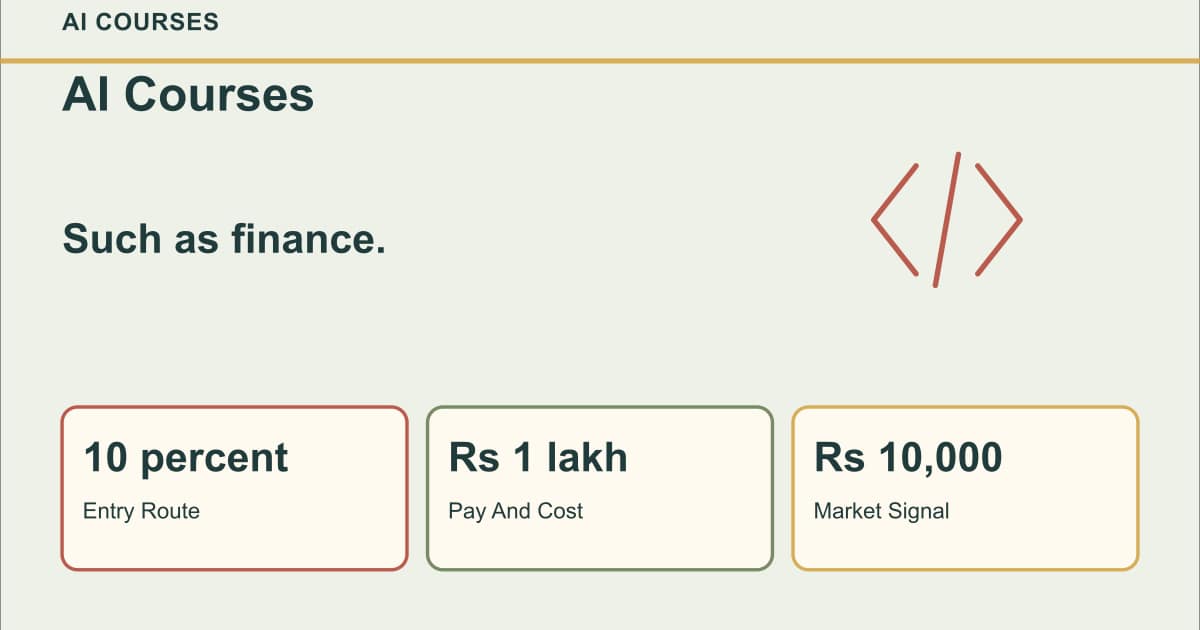 AI COURSES
AI Courses
Such as finance.
10 percent
Entry Route
Rs 1 lakh
Pay And Cost
Rs 10,000
Market Signal